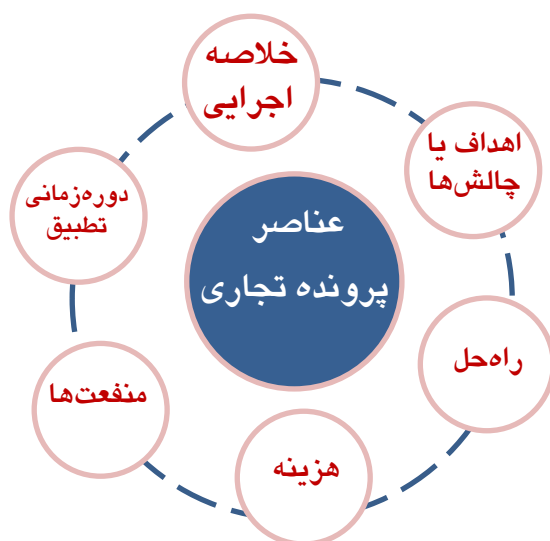 عناصر
پرونده تجاری
خلاصه
اجرایی
اهداف یا
چالش‌ها
راه‌حل
هزینه
منفعت‌ها
دوره‌زمانی
تطبیق